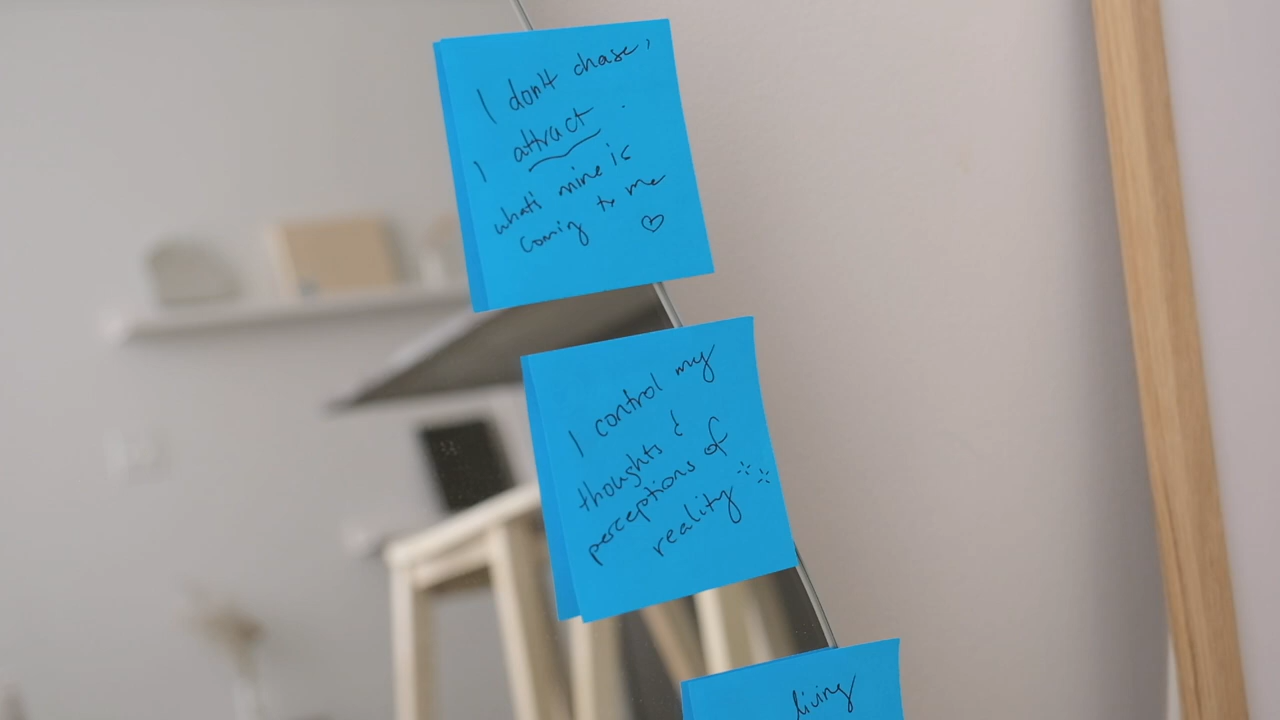 I don't chase,
I attract.
what's mine is
coming to me
I control my
thoughts &
perceptions of
reality
living